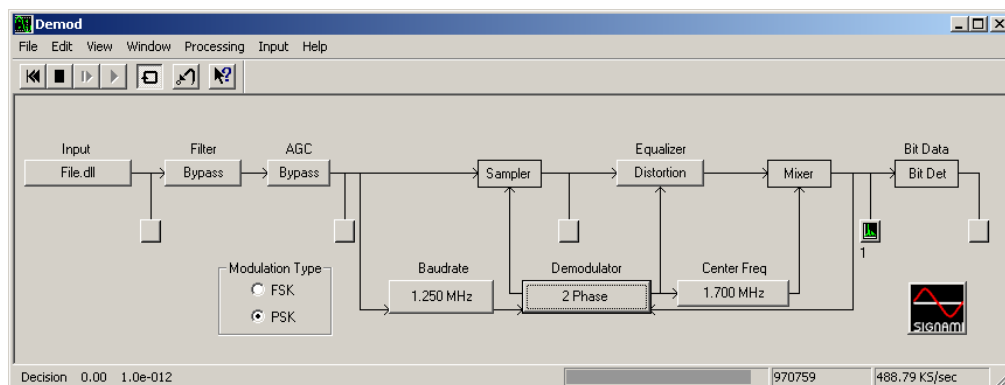 Demod
File Edit View Window Processing Input Help
Input Filter AGC Equalizer Bit Data
File.dll Bypass Bypass Sampler Distortion Mixer Bit Det
1
Modulation Type
FSK
PSK
Baudrate Demodulator Center Freq
1.250 MHz 2 Phase 1.700 MHz
SIGNAMI
Decision 0.00 1.0e-012 970759 488.79 KS/sec